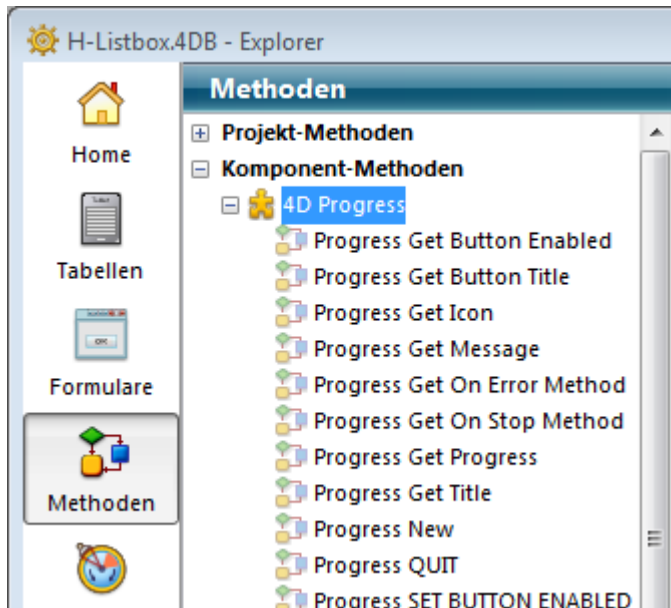 H-Listbox.4DB - Explorer
Home
Tabellen
Formulare
Methoden
Methoden
Projekt-Methoden
Komponent-Methoden
4D Progress
Progress Get Button Enabled
Progress Get Button Title
Progress Get Icon
Progress Get Message
Progress Get On Error Method
Progress Get On Stop Method
Progress Get Progress
Progress Get Title
Progress New
Progress QUIT
Progress SET BUTTON ENABLED